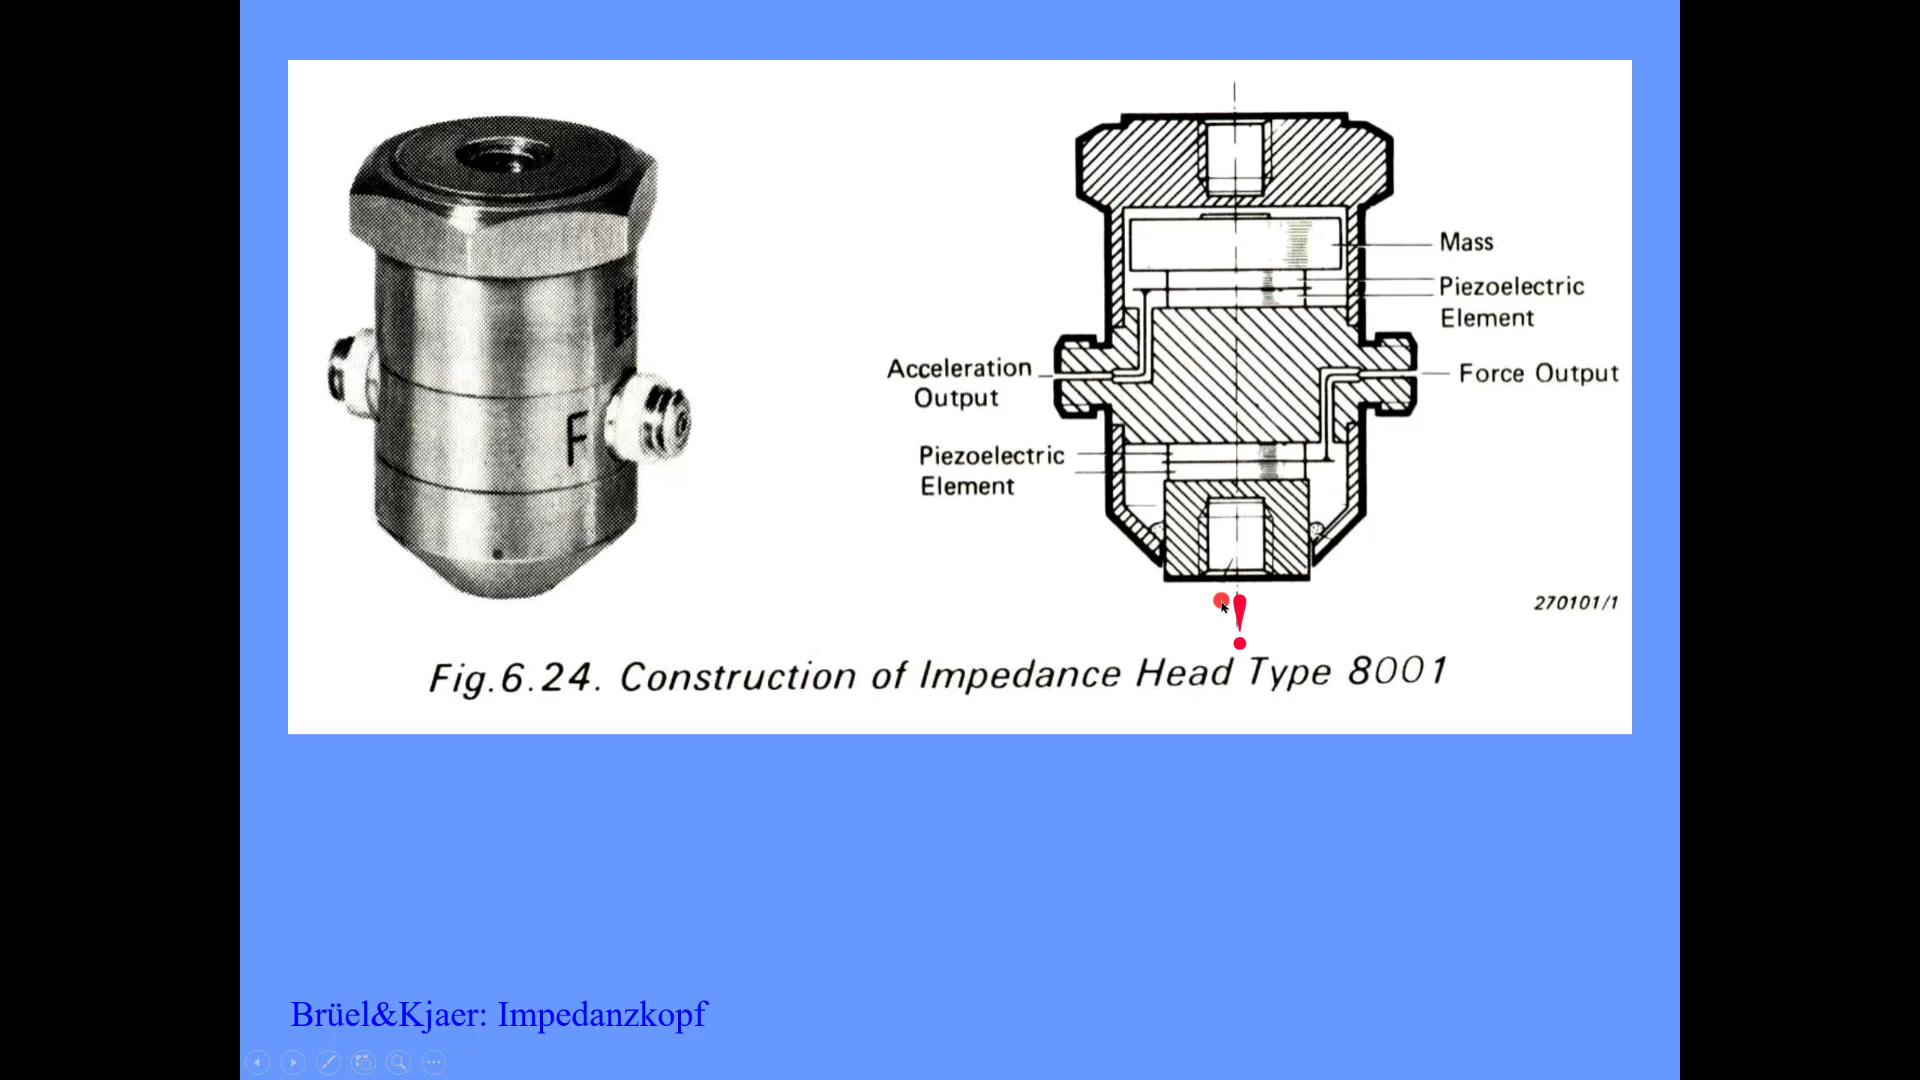 Mass
Piezoelectric
Element
Acceleration
Output
Force Output
Piezoelectric
Element
F
!
270101/1
Fig.6.24. Construction of Impedance Head Type 8001
Brüel&Kjaer: Impedanzkopf